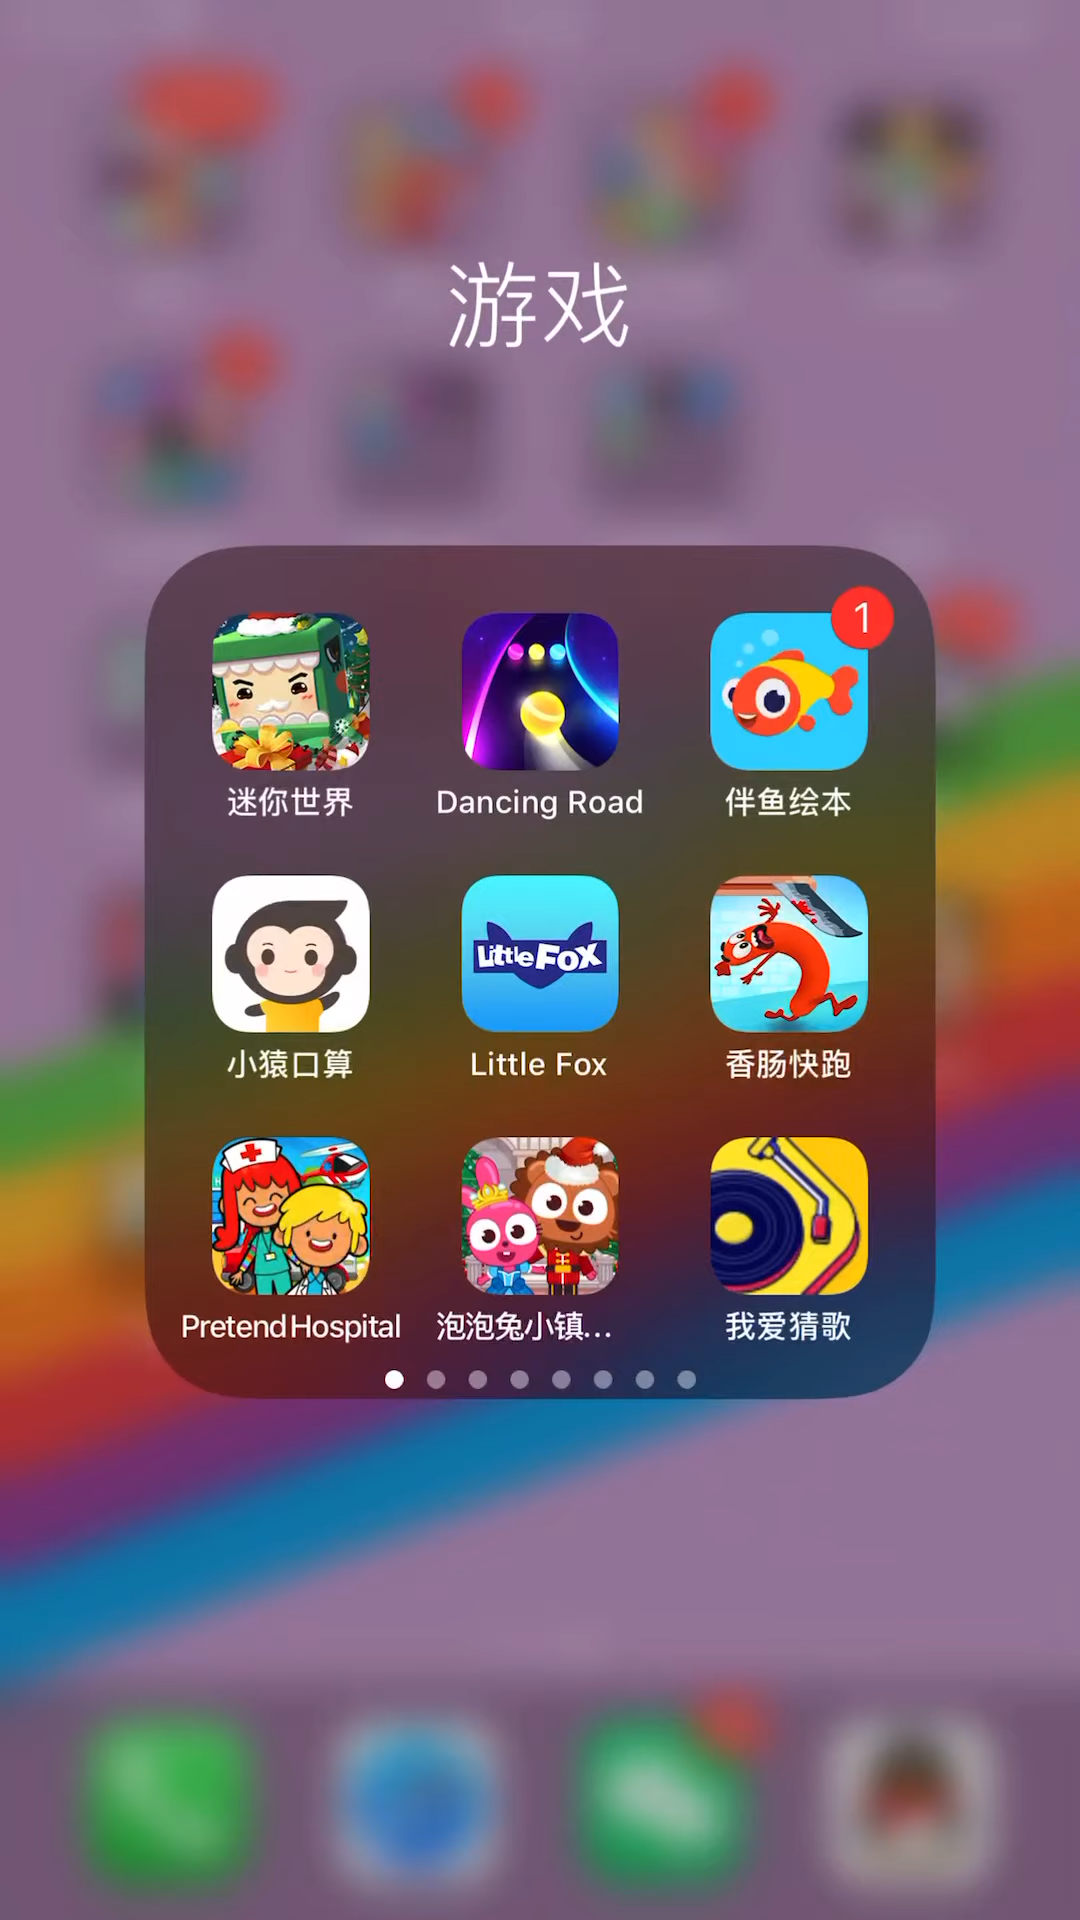 游戏
1
迷你世界
Dancing Road
伴鱼绘本
Little Fox
小猿口算
Little Fox
香肠快跑
Pretend Hospital
泡泡兔小镇...
我爱猜歌